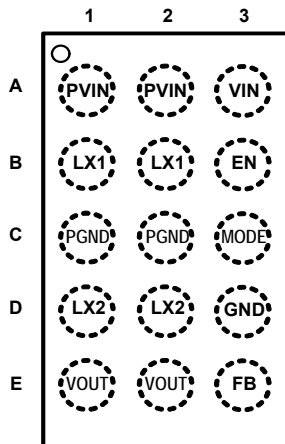 1 2 3
A PVIN PVIN VIN
B LX1 LX1 EN
C PGND PGND MODE
D LX2 LX2 GND
E VOUT VOUT FB